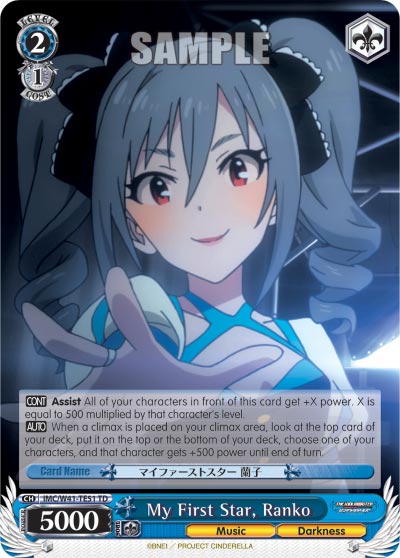 LEVEL
2
1
COST
SAMPLE
CONT Assist All of your characters in front of this card get +X power. X is
equal to 500 multiplied by that character's level.
AUTO When a climax is placed on your climax area, look at the top card of
your deck, put it on the top or the bottom of your deck, choose one of
your characters, and that character gets +500 power until end of turn.
Card Name
マイファーストスター 蘭子
CH
IMC/W41-TE51 TD
My First Star, Ranko
5000
Music
Darkness
©BNEI / PROJECT CINDERELLA